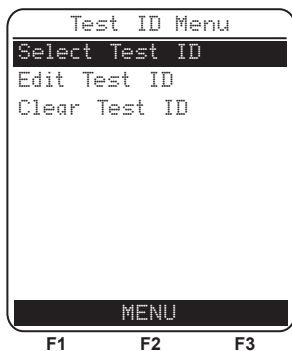 Test ID Menu
Select Test ID
Edit Test ID
Clear Test ID
MENU
F1 F2 F3